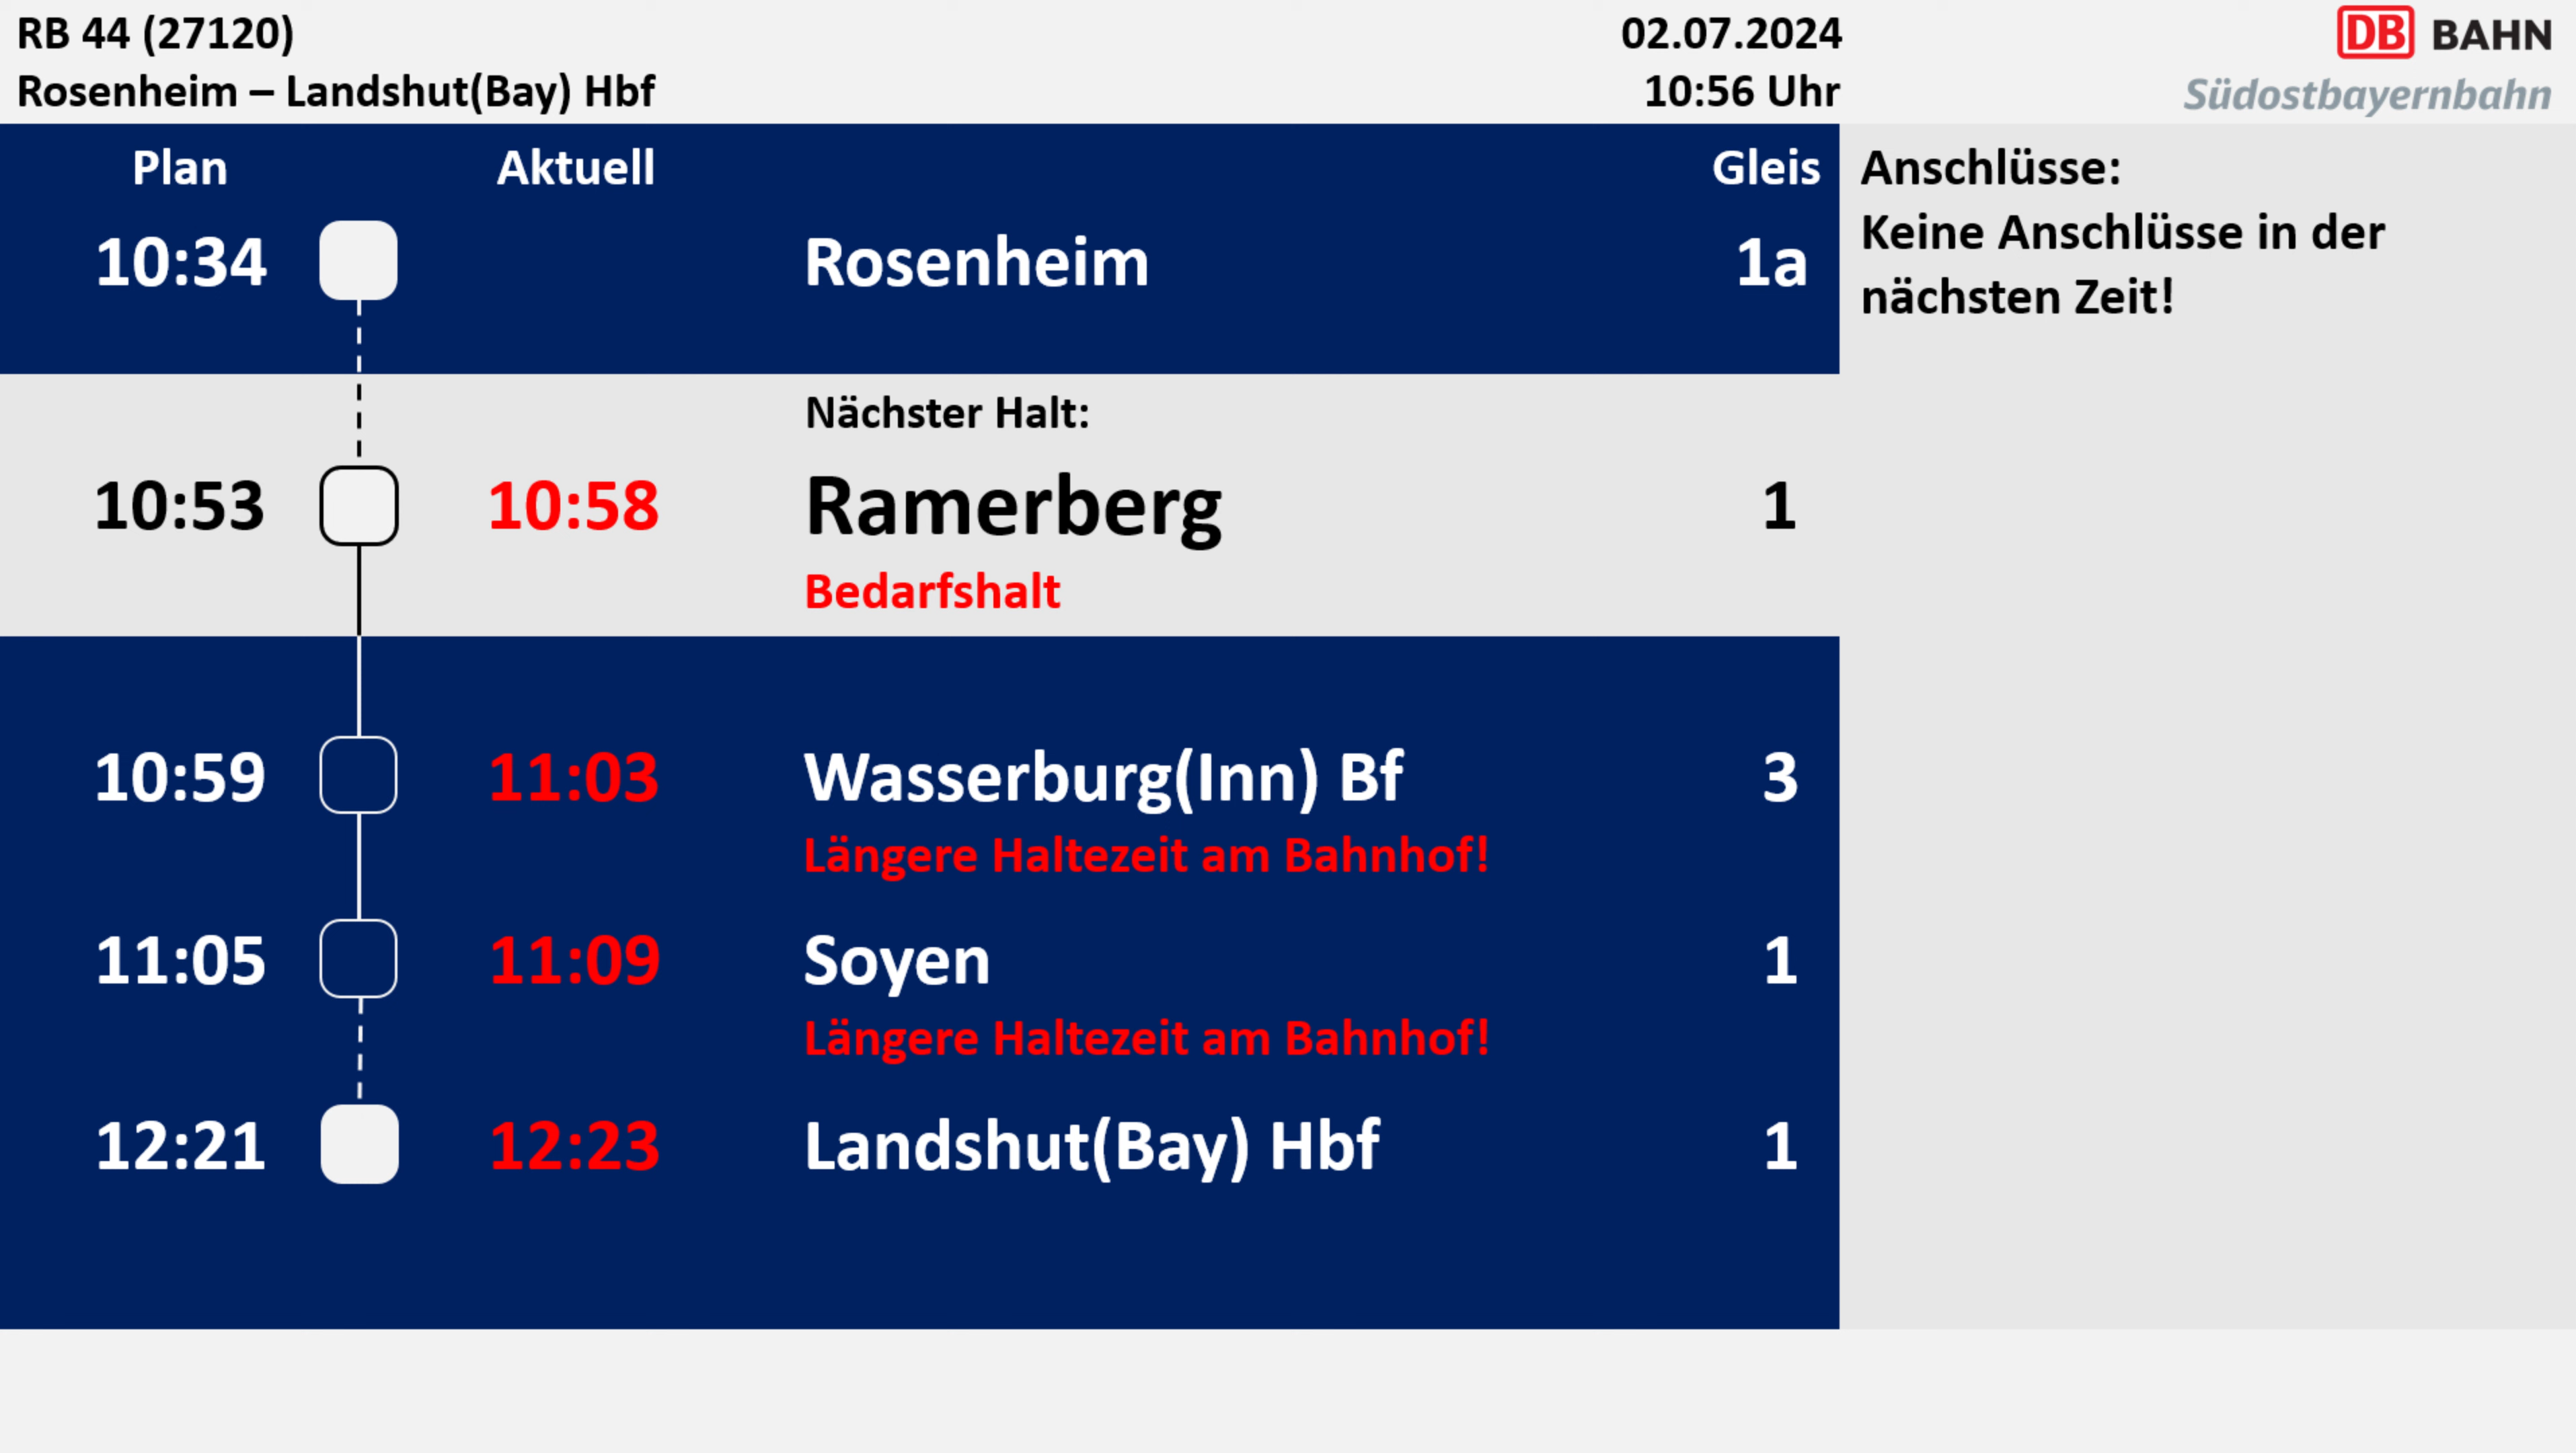 RB 44 (27120)
Rosenheim – Landshut(Bay) Hbf
02.07.2024
10:56 Uhr
DB BAHN
Südostbayernbahn
Plan Aktuell Gleis
10:34 Rosenheim 1a
Nächster Halt:
10:53 10:58 Ramerberg 1
Bedarfshalt
10:59 11:03 Wasserburg(Inn) Bf 3
Längere Haltezeit am Bahnhof!
11:05 11:09 Soyen 1
Längere Haltezeit am Bahnhof!
12:21 12:23 Landshut(Bay) Hbf 1
Anschlüsse:
Keine Anschlüsse in der
nächsten Zeit!